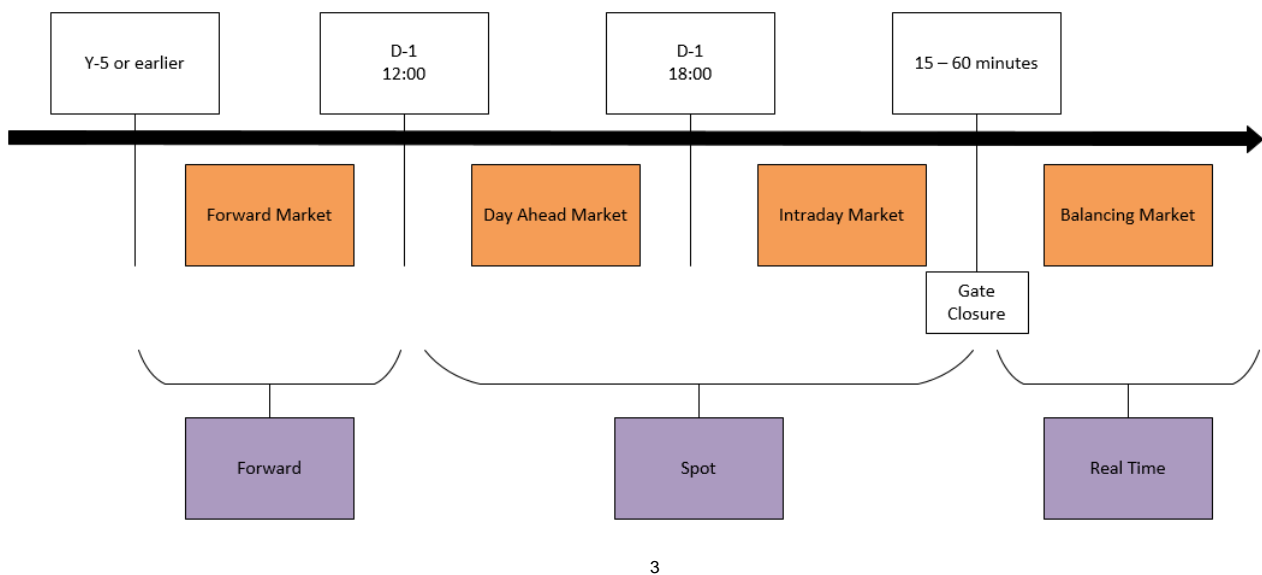 Y-5 or earlier
D-1
12:00
D-1
18:00
15 – 60 minutes
Forward Market
Day Ahead Market
Intraday Market
Balancing Market
Gate
Closure
Forward
Spot
Real Time
3